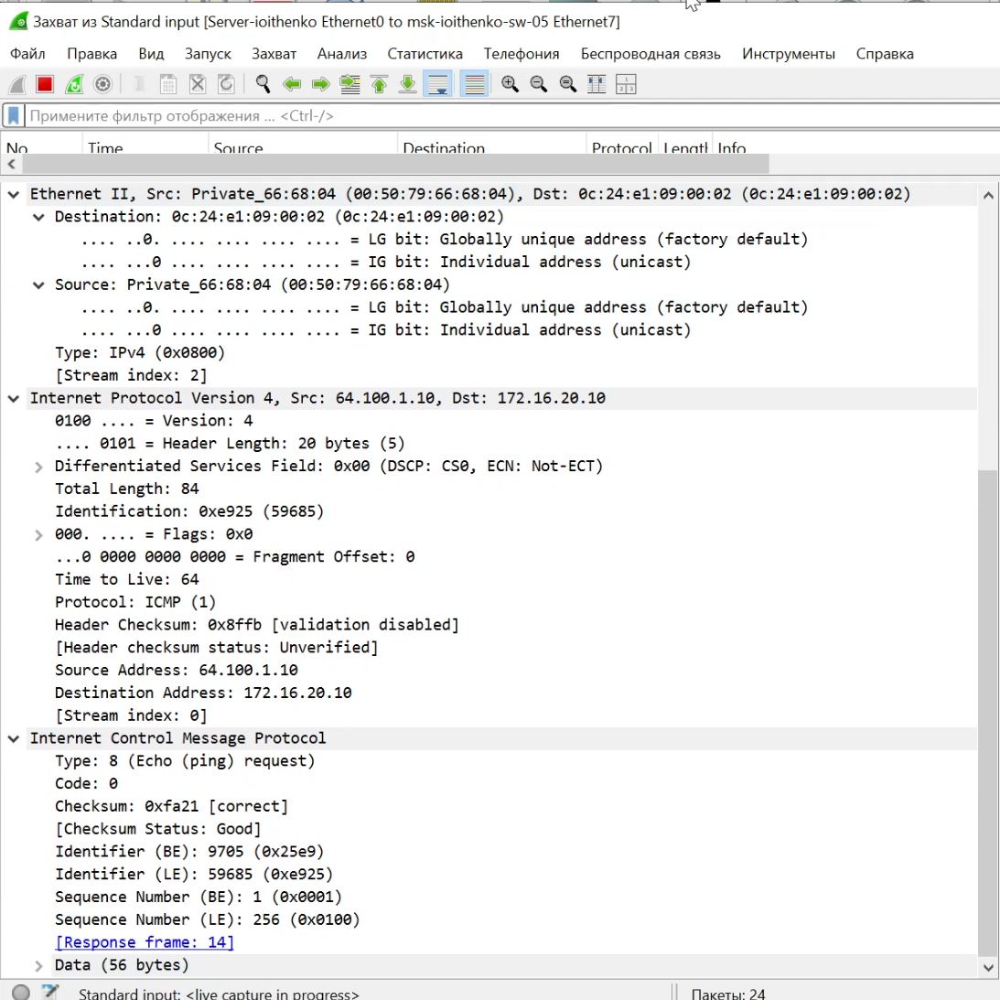 Захват из Standard input [Server-ioithenko Ethernet0 to msk-ioithenko-sw-05 Ethernet7]
Файл Правка Вид Запуск Захват Анализ Статистика Телефония Беспроводная связь Инструменты Справка
Примените фильтр отображения ... <Ctrl-/>
No Time Source Destination Protocol Length Info
Ethernet II, Src: Private_66:68:04 (00:50:79:66:68:04), Dst: 0c:24:e1:09:00:02 (0c:24:e1:09:00:02)
Destination: 0c:24:e1:09:00:02 (0c:24:e1:09:00:02)
.... ..0. .... .... .... .... = LG bit: Globally unique address (factory default)
.... ...0 .... .... .... .... = IG bit: Individual address (unicast)
Source: Private_66:68:04 (00:50:79:66:68:04)
.... ..0. .... .... .... .... = LG bit: Globally unique address (factory default)
.... ...0 .... .... .... .... = IG bit: Individual address (unicast)
Type: IPv4 (0x0800)
[Stream index: 2]
Internet Protocol Version 4, Src: 64.100.1.10, Dst: 172.16.20.10
0100 .... = Version: 4
.... 0101 = Header Length: 20 bytes (5)
Differentiated Services Field: 0x00 (DSCP: CS0, ECN: Not-ECT)
Total Length: 84
Identification: 0xe925 (59685)
000. .... = Flags: 0x0
...0 0000 0000 0000 = Fragment Offset: 0
Time to Live: 64
Protocol: ICMP (1)
Header Checksum: 0x8ffb [validation disabled]
[Header checksum status: Unverified]
Source Address: 64.100.1.10
Destination Address: 172.16.20.10
[Stream index: 0]
Internet Control Message Protocol
Type: 8 (Echo (ping) request)
Code: 0
Checksum: 0xfa21 [correct]
[Checksum Status: Good]
Identifier (BE): 9705 (0x25e9)
Identifier (LE): 59685 (0xe925)
Sequence Number (BE): 1 (0x0001)
Sequence Number (LE): 256 (0x0100)
[Response frame: 14]
Data (56 bytes)
Standard input: <live capture in progress> Пакеты: 24